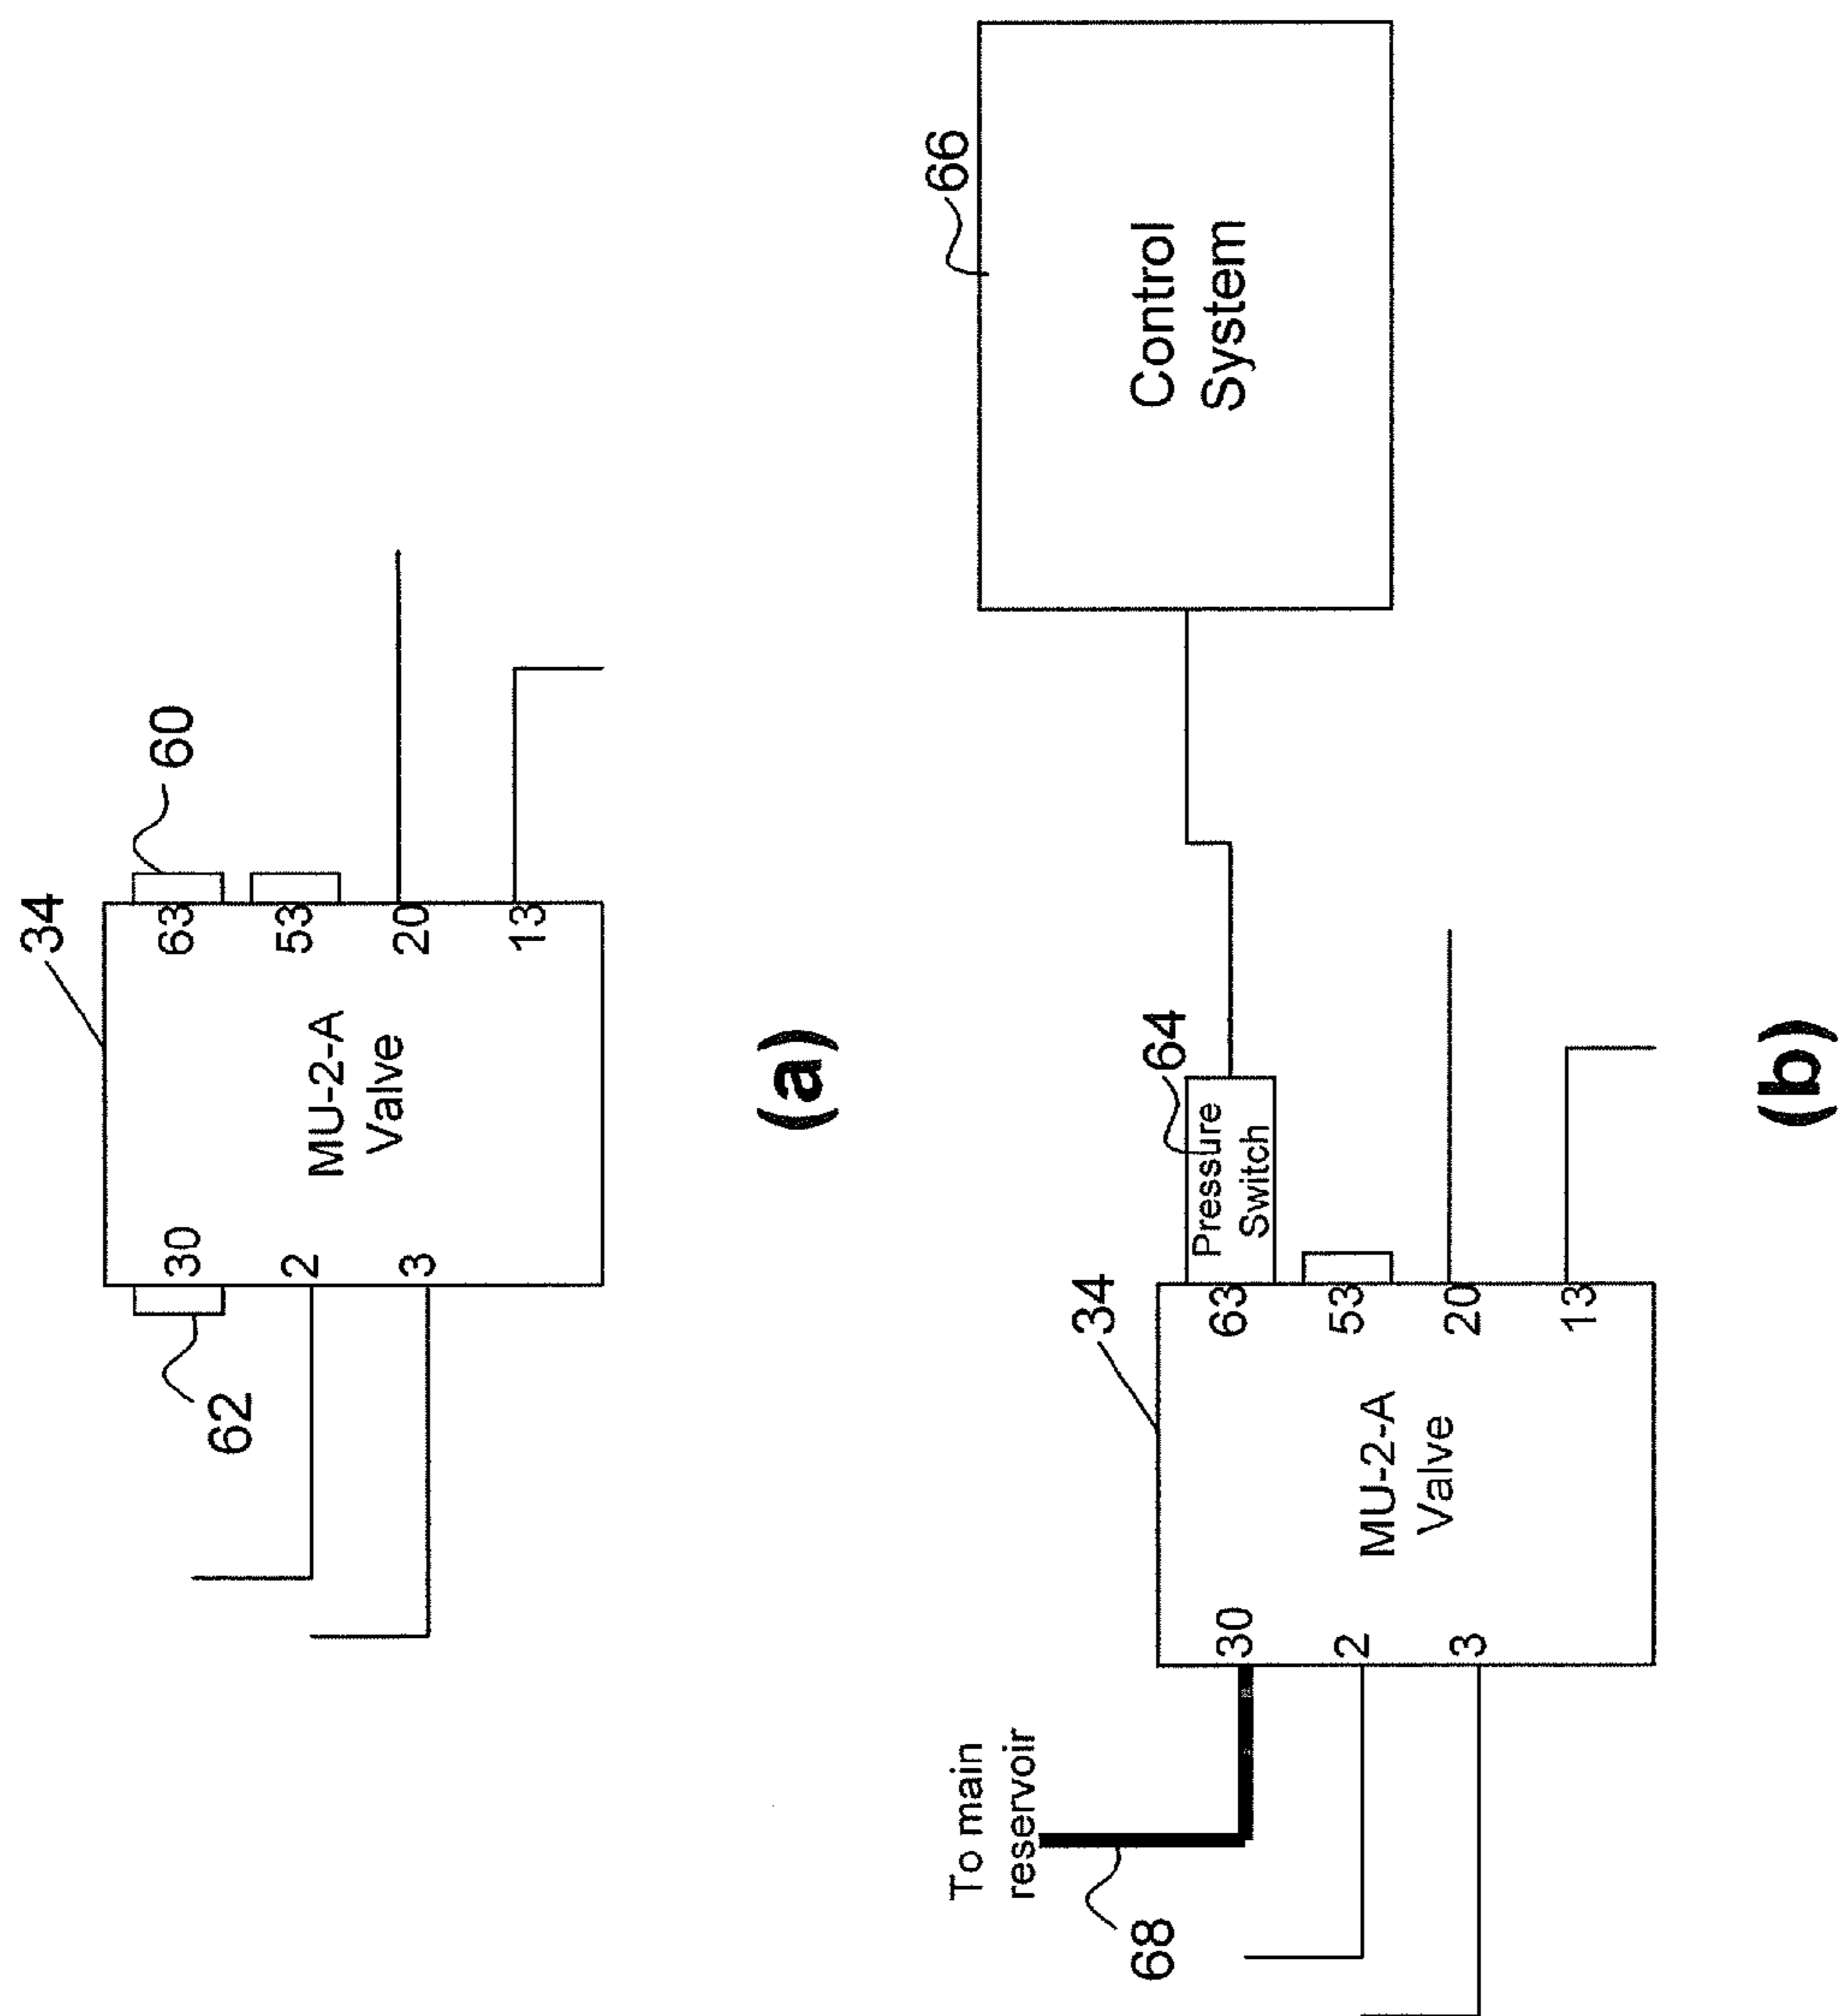 34
60
62
30
63
2
53
3
20
13
MU-2-A
Valve
(a)
66
Control
System
64
Pressure
Switch
34
To main
reservoir
68
30
63
2
53
3
20
13
MU-2-A
Valve
(b)